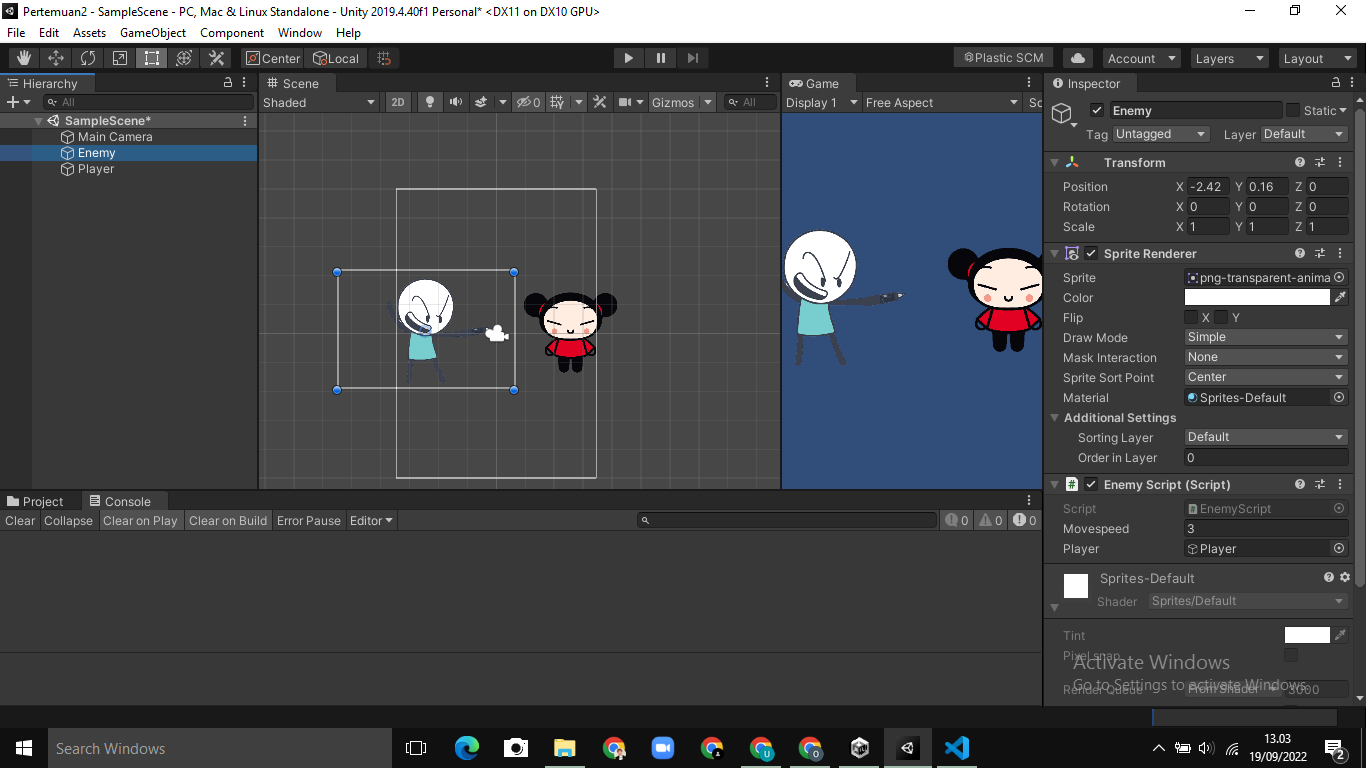 Pertemuan2 - SampleScene - PC, Mac & Linux Standalone - Unity 2019.4.40f1 Personal* <DX11 on DX10 GPU>
File Edit Assets GameObject Component Window Help
Center Local Plastic SCM Account Layers Layout
Hierarchy
All
SampleScene*
Main Camera
Enemy
Player
Scene
Shaded 2D 0 Gizmos All
Game
Display 1 Free Aspect Sc
Inspector
Enemy Static
Tag Untagged Layer Default
Transform
Position X -2.42 Y 0.16 Z 0
Rotation X 0 Y 0 Z 0
Scale X 1 Y 1 Z 1
Sprite Renderer
Sprite png-transparent-anima
Color
Flip X Y
Draw Mode Simple
Mask Interaction None
Sprite Sort Point Center
Material Sprites-Default
Additional Settings
Sorting Layer Default
Order in Layer 0
Enemy Script (Script)
Script EnemyScript
Movespeed 3
Player Player
Sprites-Default
Shader Sprites/Default
Tint
Pixel snap
Activate Windows
Go to Settings to activate Windows.
Render Queue From Shader 3000
Project Console
Clear Collapse Clear on Play Clear on Build Error Pause Editor 0 0 0
Search Windows
13.03
19/09/2022
2